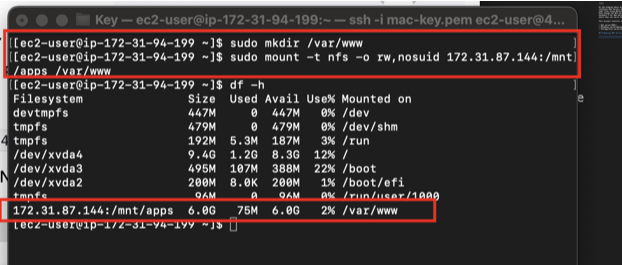 Key — ec2-user@ip-172-31-94-199:~ — ssh -i mac-key.pem ec2-user@4...
[[ec2-user@ip-172-31-94-199 ~]$ sudo mkdir /var/www
[[ec2-user@ip-172-31-94-199 ~]$ sudo mount -t nfs -o rw,nosuid 172.31.87.144:/mnt
/apps /var/www
[[ec2-user@ip-172-31-94-199 ~]$ df -h
Filesystem Size Used Avail Use% Mounted on
devtmpfs 447M 0 447M 0% /dev
tmpfs 479M 0 479M 0% /dev/shm
tmpfs 192M 5.3M 187M 3% /run
/dev/xvda4 9.4G 1.2G 8.3G 12% /
/dev/xvda3 495M 107M 388M 22% /boot
/dev/xvda2 200M 8.0K 200M 1% /boot/efi
tmpfs 96M 0 96M 0% /run/user/1000
172.31.87.144:/mnt/apps 6.0G 75M 6.0G 2% /var/www
[ec2-user@ip-172-31-94-199 ~]$